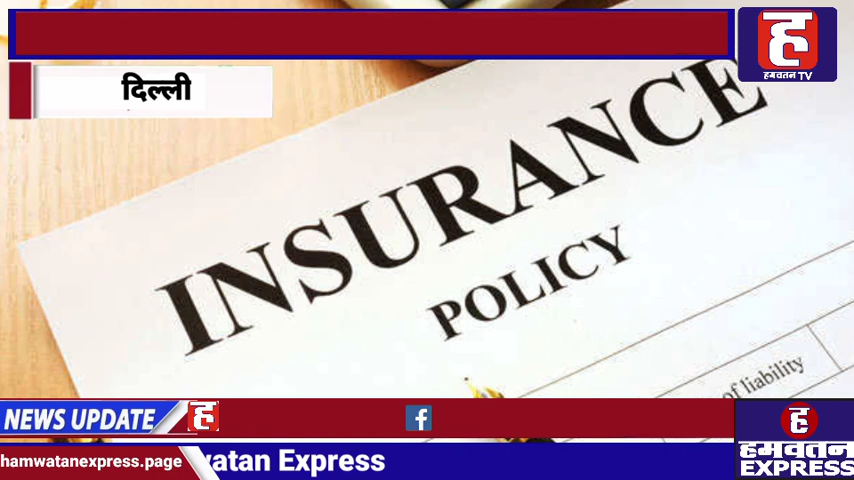 ह
हमवतन TV
दिल्ली
INSURANCE
POLICY
of liability
NEWS UPDATE
ह
f
ह
हमवतन
EXPRESS
hamwatanexpress.page
watan Express